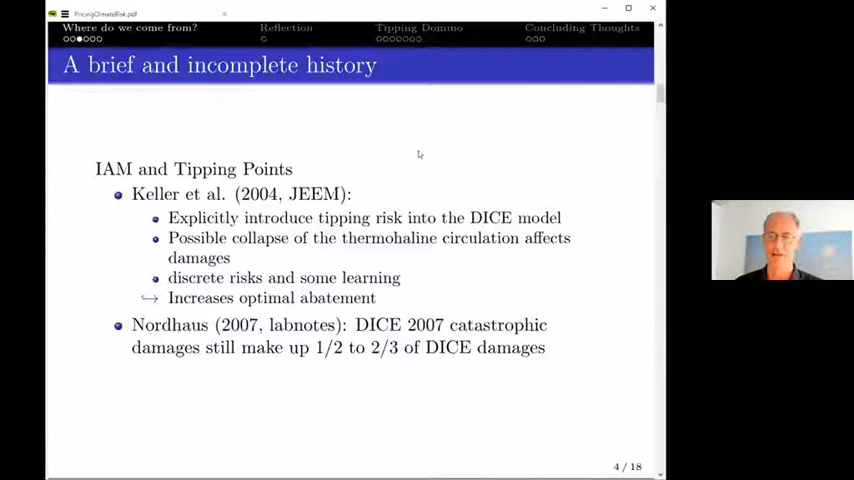 PricingClimateRisk.pdf
Where do we come from?
Reflection
Tipping Domino
Concluding Thoughts
A brief and incomplete history
IAM and Tipping Points
Keller et al. (2004, JEEM):
Explicitly introduce tipping risk into the DICE model
Possible collapse of the thermohaline circulation affects
damages
discrete risks and some learning
↪ Increases optimal abatement
Nordhaus (2007, labnotes): DICE 2007 catastrophic
damages still make up 1/2 to 2/3 of DICE damages
4 / 18